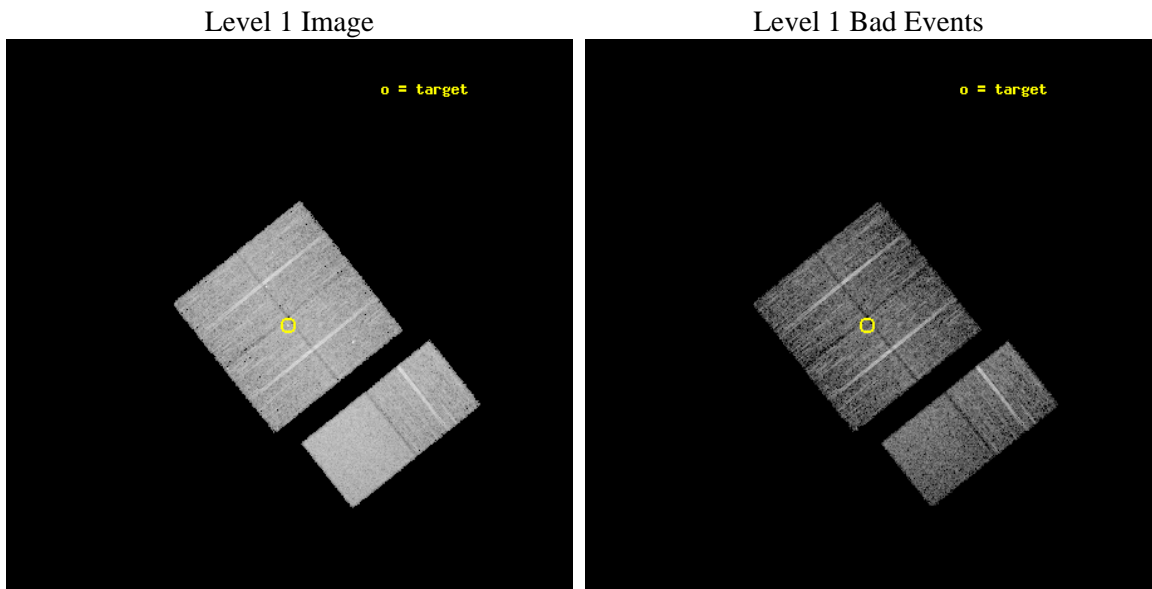 Level 1 Image
Level 1 Bad Events
o = target
o = target